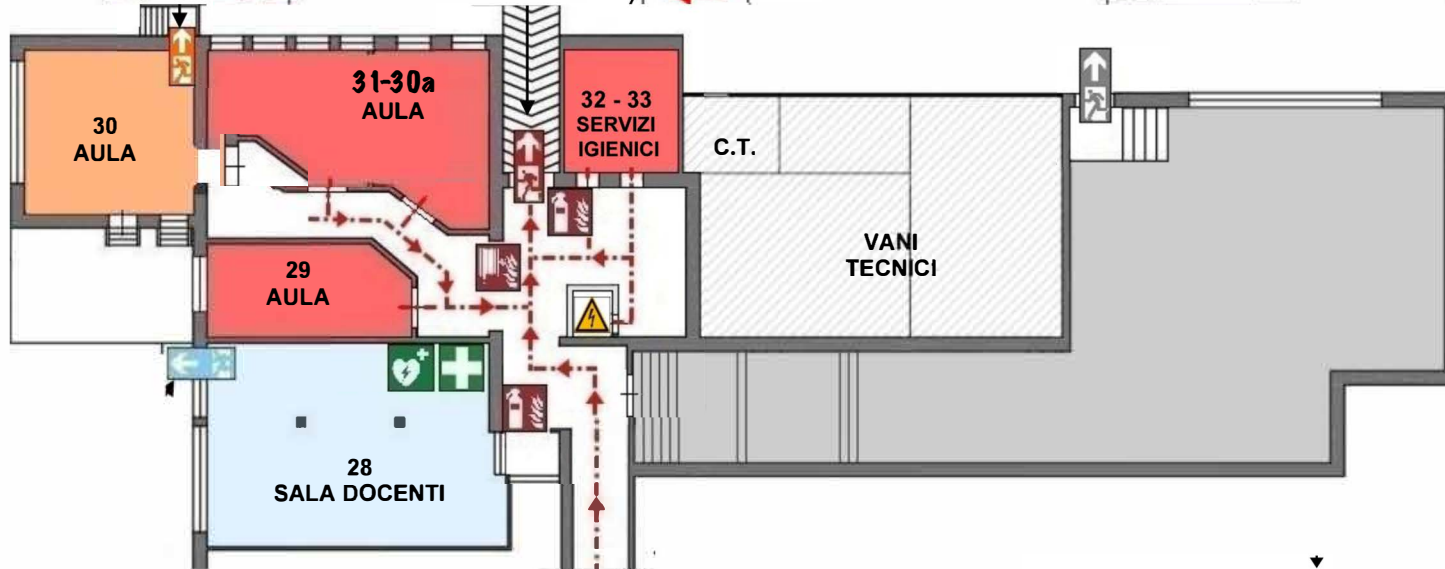 30
AULA
31-30a
AULA
32 - 33
SERVIZI
IGIENICI
C.T.
VANI
TECNICI
29
AULA
28
SALA DOCENTI